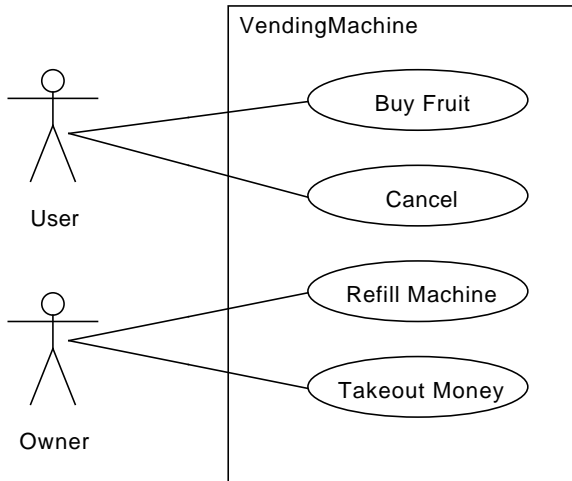 VendingMachine
Buy Fruit
Cancel
User
Refill Machine
Takeout Money
Owner